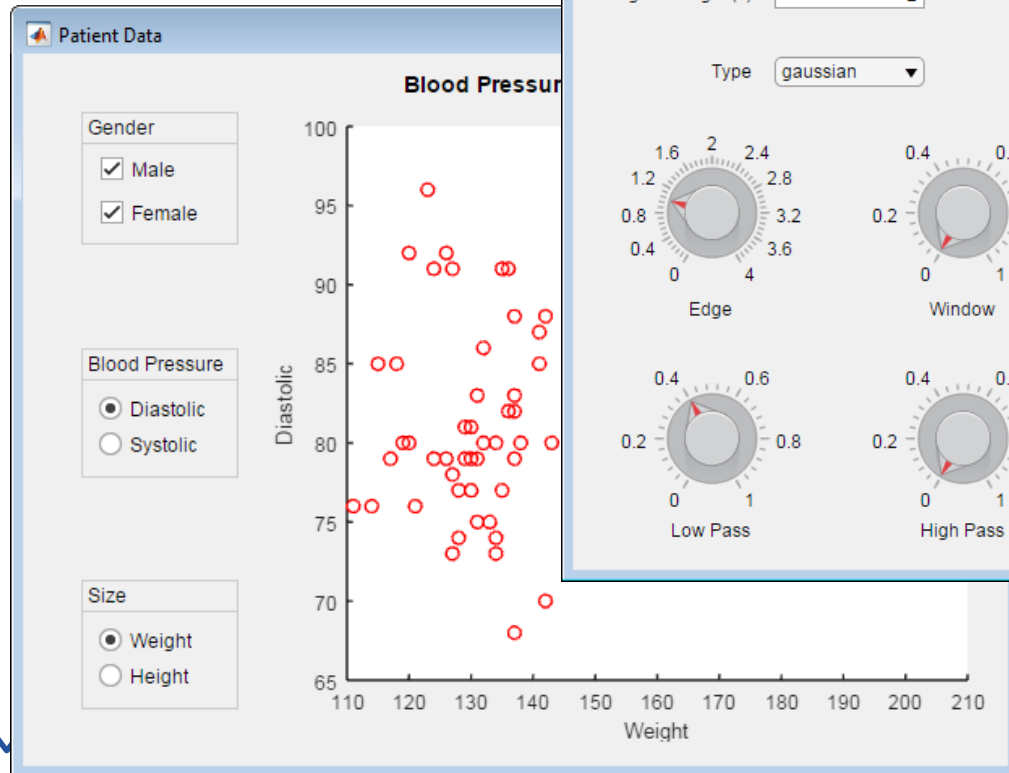 Patient Data
Blood Pressur
Gender
Male
Female
Blood Pressure
Diastolic
Systolic
Size
Weight
Height
Diastolic
100
95
90
85
80
75
70
65
110 120 130 140 150 160 170 180 190 200 210
Weight
Type gaussian
0 0.4 0.8 1.2 1.6 2 2.4 2.8 3.2 3.6 4
Edge
0 0.2 0.4 0. 1
Window
0 0.2 0.4 0.6 0.8 1
Low Pass
0 0.2 0.4 0. 1
High Pass